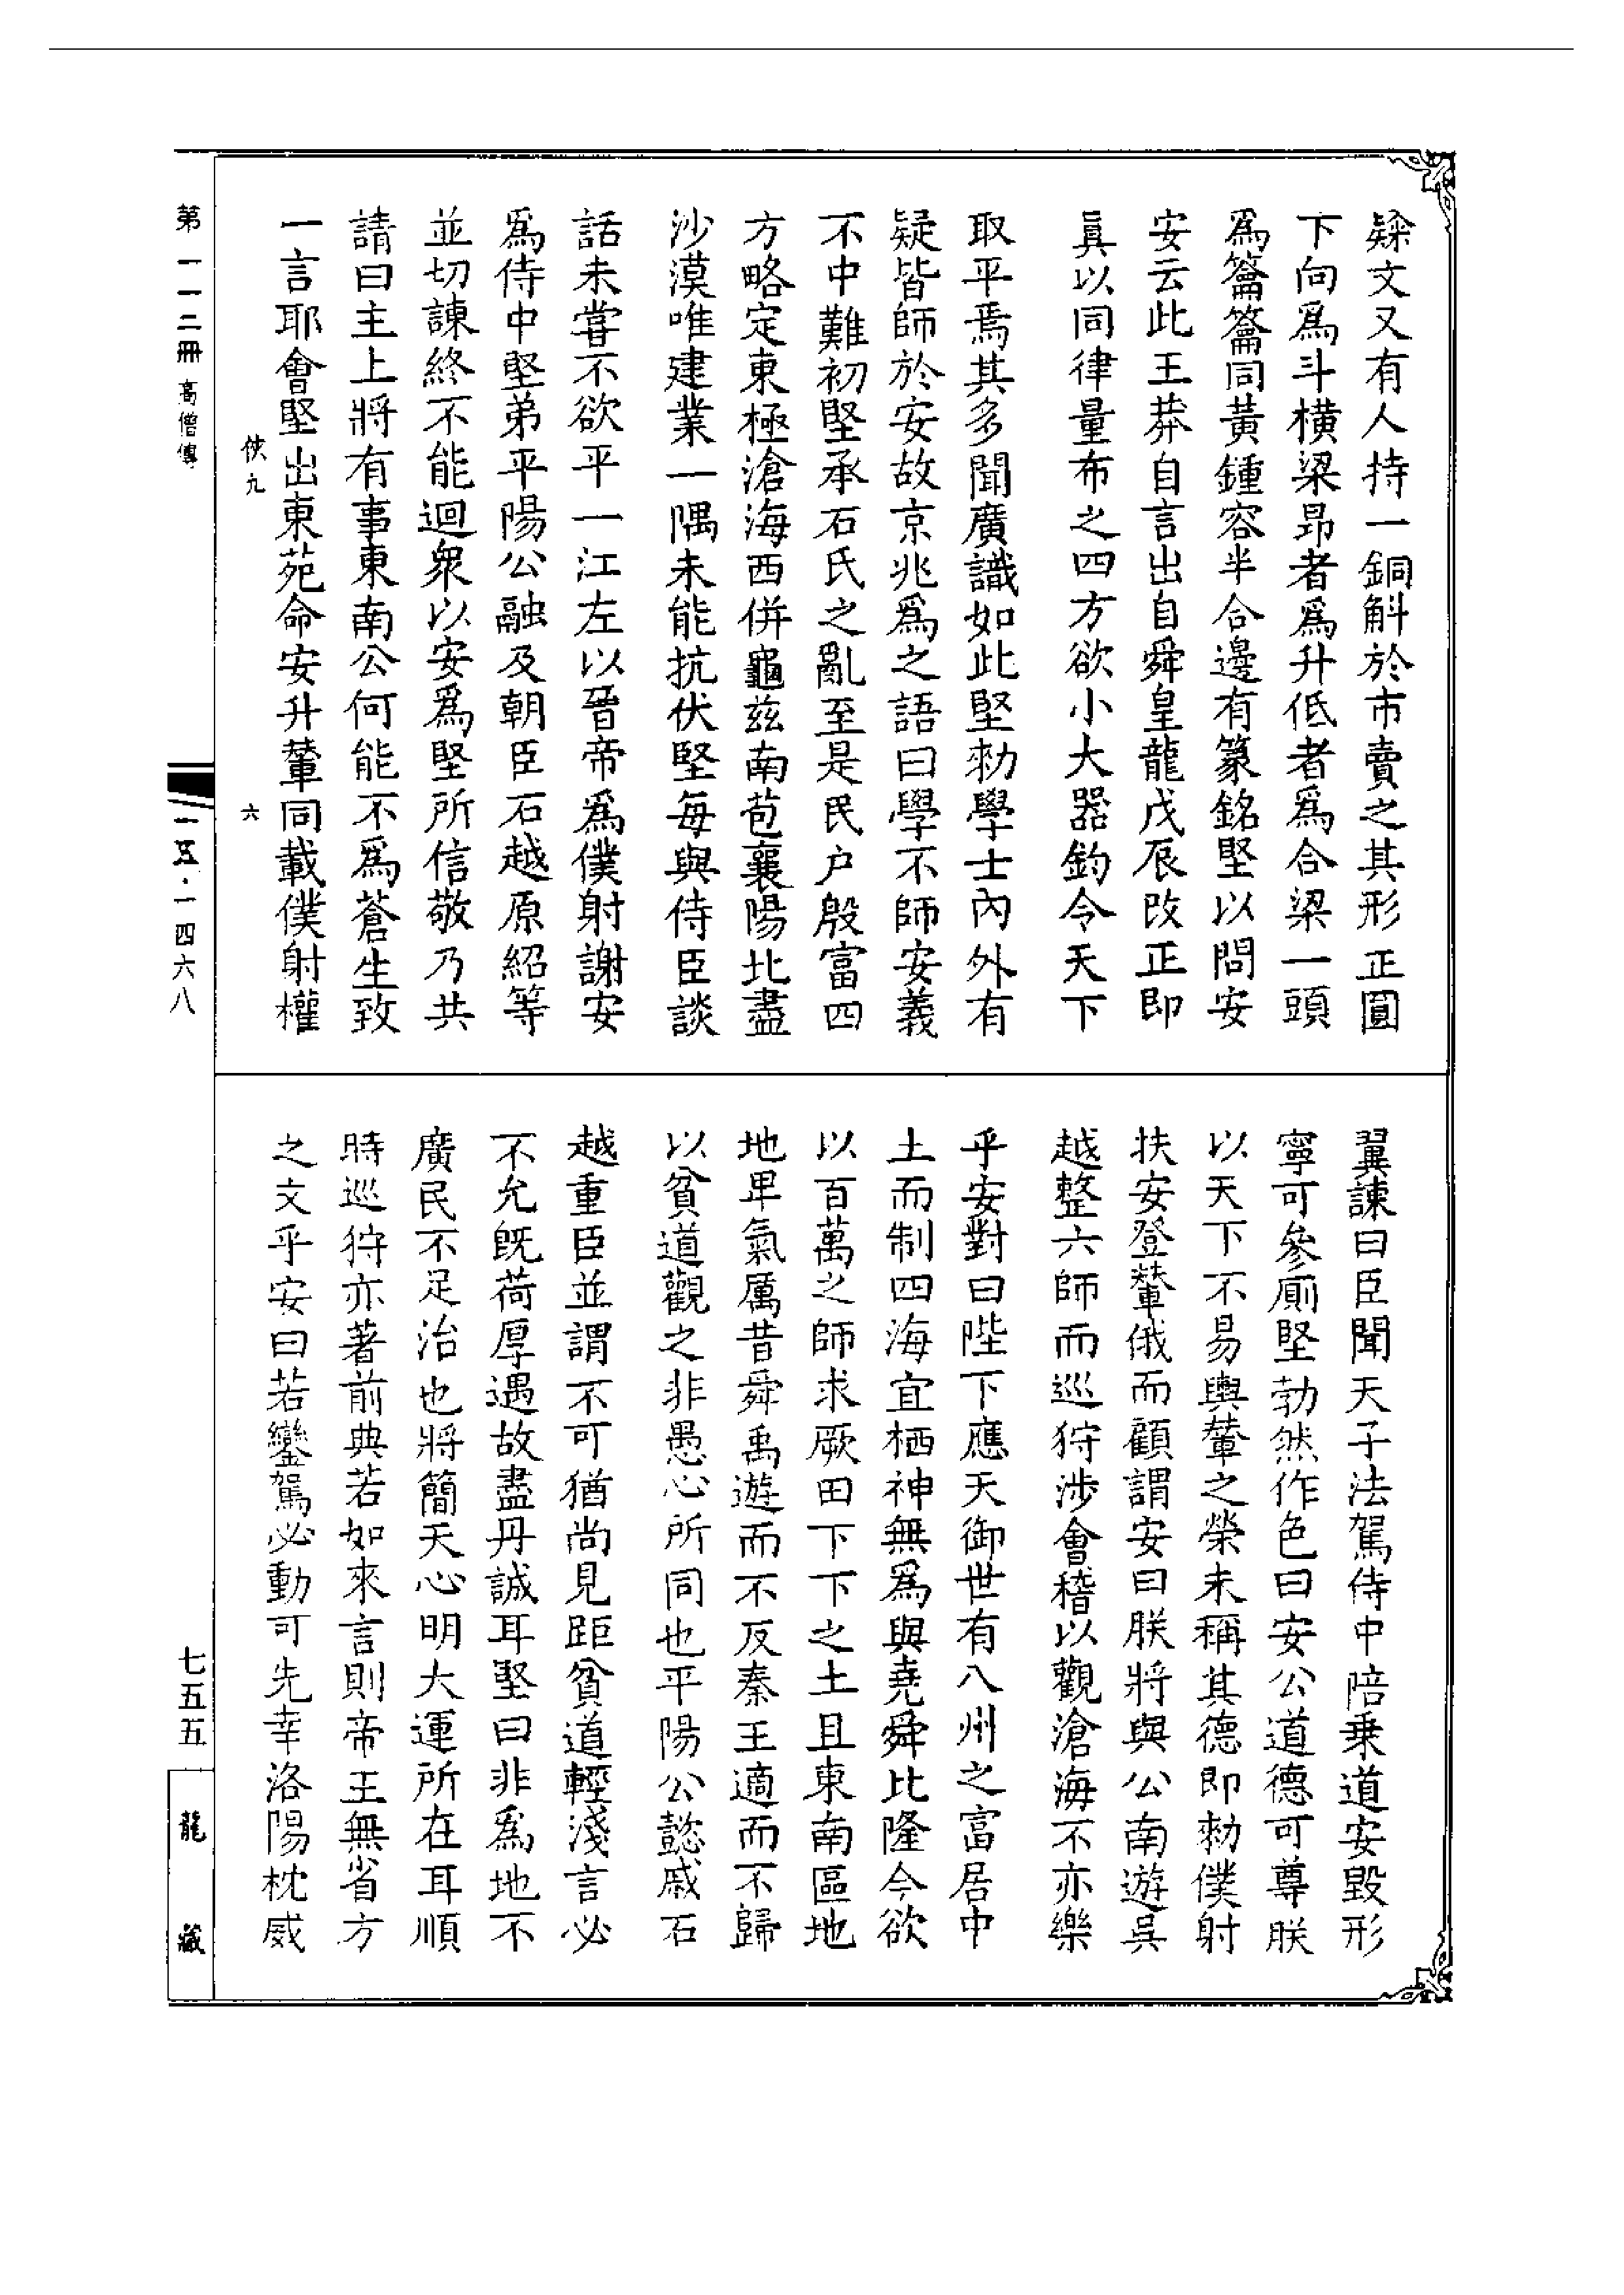 燦文又有人持一銅斛於市賣之其形正圓
下向爲斗横梁昂者爲升低者爲合梁一頭
爲籥籥同黃鍾容半合邊有篆銘堅以問安
安云此王莽自言出自舜皇龍戊辰改正即
眞以同律量布之四方欲小大器鈞令天下
取平焉其多聞廣識如此堅勑學士內外有
疑皆師於安故京兆爲之語曰學不師安義
不中難初堅承石氏之亂至是民户殷富四
方略定東極滄海西併龜茲南苞襄陽北盡
沙漠唯建業一隅未能抗伏堅每與侍臣談
話未嘗不欲平一江左以晉帝爲僕射謝安
爲侍中堅弟平陽公融及朝臣石越原紹等
並切諫終不能迴衆以安爲堅所信敬乃共
請曰主上將有事東南公何能不爲蒼生致
一言耶會堅出東苑命安升輦同載僕射權
翼諫曰臣聞天子法駕侍中陪乗道安毀形
寧可參廁堅勃然作色曰安公道德可尊朕
以天下不易輿輦之榮未稱其德即勑僕射
扶安登輦俄而顧謂安曰朕將與公南遊吳
越整六師而巡狩涉會稽以觀滄海不亦樂
乎安對曰陛下應天御世有八州之富居中
土而制四海宜栖神無爲與堯舜比隆今欲
以百萬之師求厥田下下之土且東南區地
地卑氣厲昔舜禹遊而不反秦王適而不歸
以貧道觀之非愚心所同也平陽公懿戚石
越重臣並謂不可猶尚見距貧道輕淺言必
不允旣荷厚遇故盡丹誠耳堅曰非爲地不
廣民不足治也將簡天心明大運所在耳順
時巡狩亦著前典若如來言則帝王無省方
之文乎安曰若鑾駕必動可先幸洛陽枕威
俠九
六
第一一二冊 高僧傳
一五·一四六八
七五五
龍藏